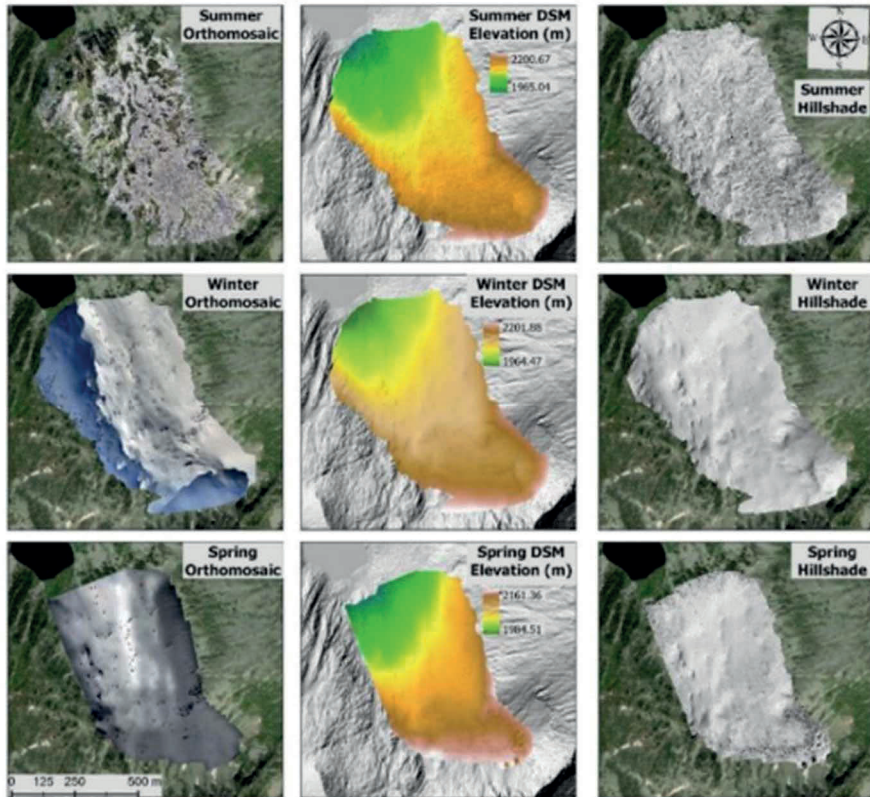 Summer
Orthomosaic
Summer DSM
Elevation (m)
2200.67
1965.04
N
W E
S
Summer
Hillshade
Winter
Orthomosaic
Winter DSM
Elevation (m)
2201.88
1964.47
Winter
Hillshade
Spring
Orthomosaic
Spring DSM
Elevation (m)
2161.36
1984.51
Spring
Hillshade
0 125 250 500 m